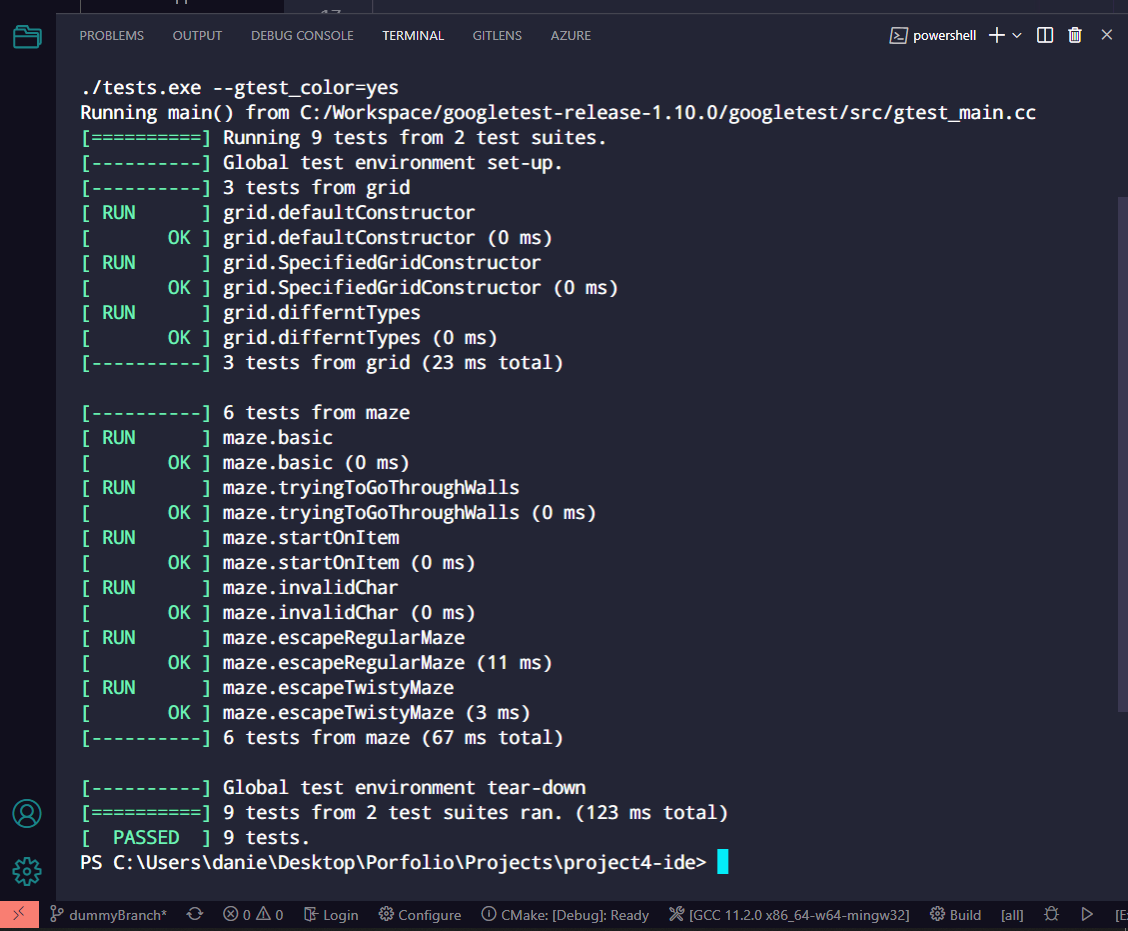 PROBLEMS OUTPUT DEBUG CONSOLE TERMINAL GITLENS AZURE powershell
./tests.exe --gtest_color=yes
Running main() from C:/Workspace/googletest-release-1.10.0/googletest/src/gtest_main.cc
[==========] Running 9 tests from 2 test suites.
[----------] Global test environment set-up.
[----------] 3 tests from grid
[ RUN      ] grid.defaultConstructor
[       OK ] grid.defaultConstructor (0 ms)
[ RUN      ] grid.SpecifiedGridConstructor
[       OK ] grid.SpecifiedGridConstructor (0 ms)
[ RUN      ] grid.differntTypes
[       OK ] grid.differntTypes (0 ms)
[----------] 3 tests from grid (23 ms total)
[----------] 6 tests from maze
[ RUN      ] maze.basic
[       OK ] maze.basic (0 ms)
[ RUN      ] maze.tryingToGoThroughWalls
[       OK ] maze.tryingToGoThroughWalls (0 ms)
[ RUN      ] maze.startOnItem
[       OK ] maze.startOnItem (0 ms)
[ RUN      ] maze.invalidChar
[       OK ] maze.invalidChar (0 ms)
[ RUN      ] maze.escapeRegularMaze
[       OK ] maze.escapeRegularMaze (11 ms)
[ RUN      ] maze.escapeTwistyMaze
[       OK ] maze.escapeTwistyMaze (3 ms)
[----------] 6 tests from maze (67 ms total)
[----------] Global test environment tear-down
[==========] 9 tests from 2 test suites ran. (123 ms total)
[  PASSED  ] 9 tests.
PS C:\Users\danie\Desktop\Porfolio\Projects\project4-ide>
dummyBranch* 0 0 Login Configure CMake: [Debug]: Ready [GCC 11.2.0 x86_64-w64-mingw32] Build [all]